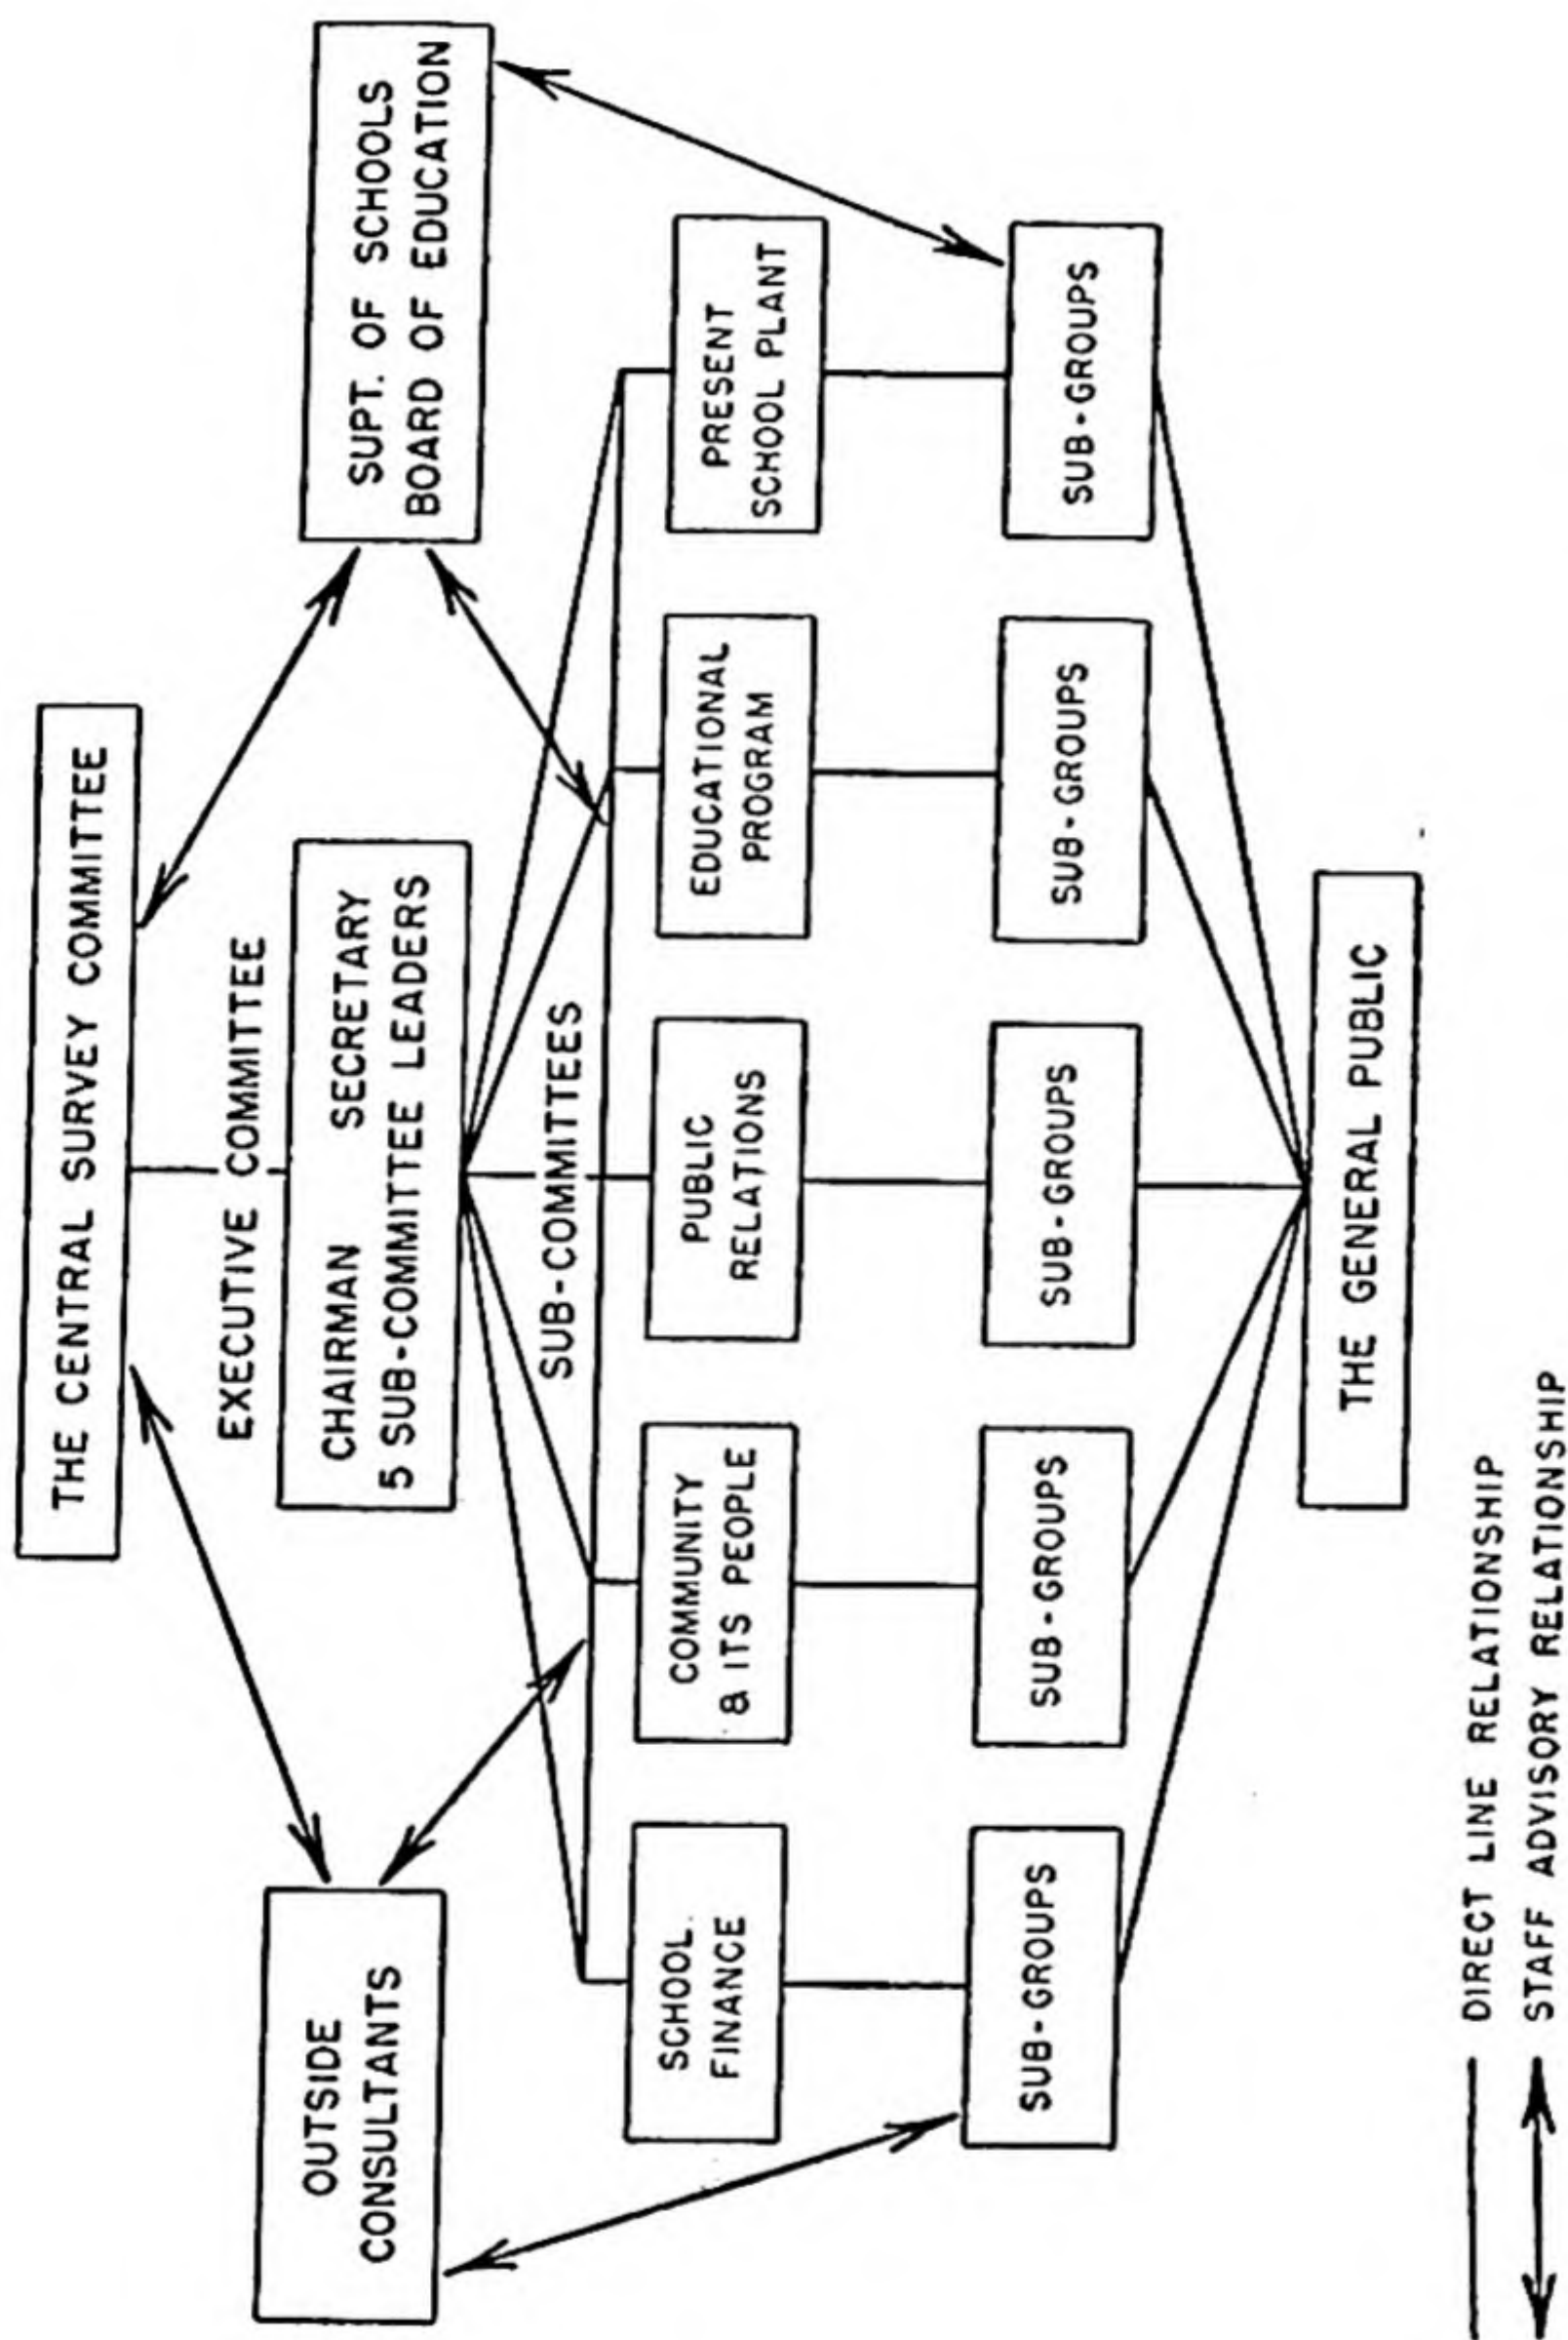 THE CENTRAL SURVEY COMMITTEE
EXECUTIVE COMMITTEE
OUTSIDE
CONSULTANTS
CHAIRMAN SECRETARY
5 SUB-COMMITTEE LEADERS
SUPT. OF SCHOOLS
BOARD OF EDUCATION
SUB-COMMITTEES
SCHOOL
FINANCE
COMMUNITY
& ITS PEOPLE
PUBLIC
RELATIONS
EDUCATIONAL
PROGRAM
PRESENT
SCHOOL PLANT
SUB-GROUPS
SUB-GROUPS
SUB-GROUPS
SUB-GROUPS
SUB-GROUPS
THE GENERAL PUBLIC
DIRECT LINE RELATIONSHIP
STAFF ADVISORY RELATIONSHIP